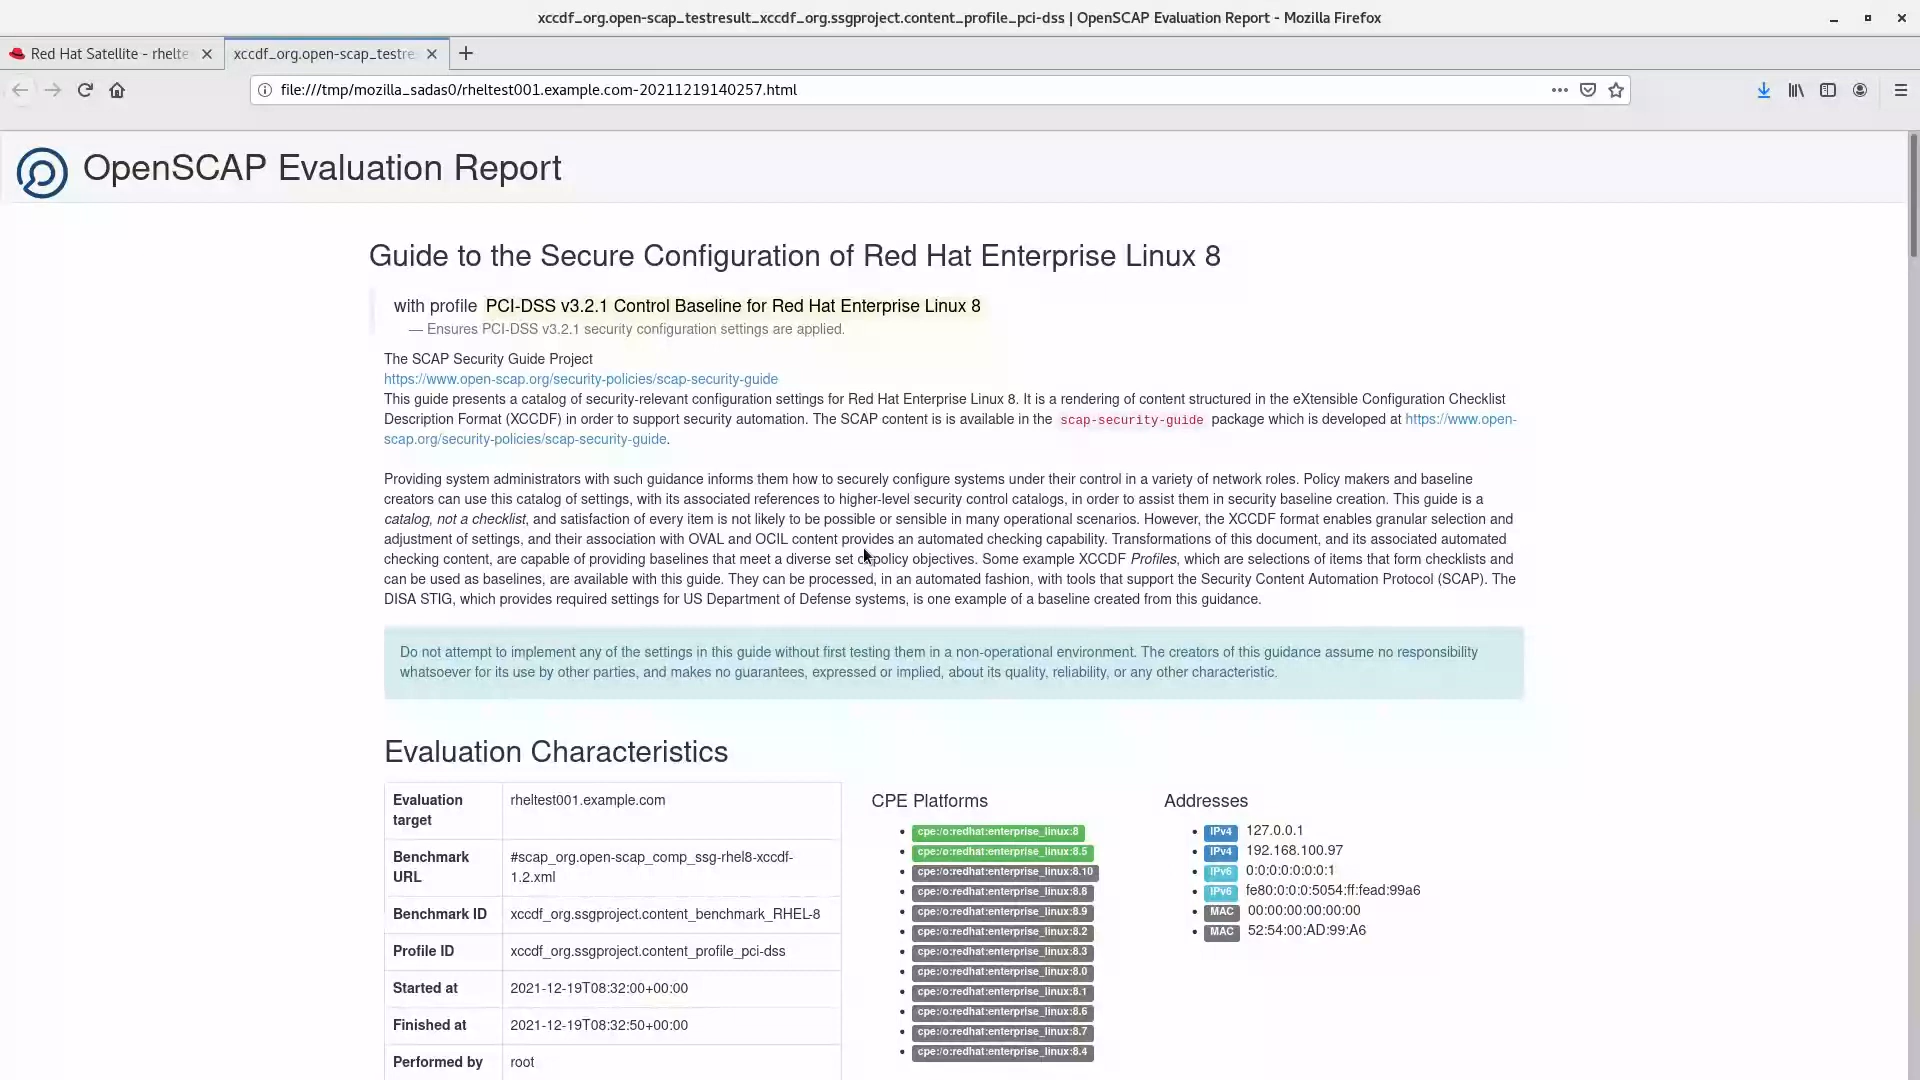 xccdf_org.open-scap_testresult_xccdf_org.ssgproject.content_profile_pci-dss | OpenSCAP Evaluation Report - Mozilla Firefox
Red Hat Satellite - rhelte
xccdf_org.open-scap_testre
file:///tmp/mozilla_sadas0/rheltest001.example.com-20211219140257.html
OpenSCAP Evaluation Report
Guide to the Secure Configuration of Red Hat Enterprise Linux 8
with profile PCI-DSS v3.2.1 Control Baseline for Red Hat Enterprise Linux 8
— Ensures PCI-DSS v3.2.1 security configuration settings are applied.
The SCAP Security Guide Project
https://www.open-scap.org/security-policies/scap-security-guide
This guide presents a catalog of security-relevant configuration settings for Red Hat Enterprise Linux 8. It is a rendering of content structured in the eXtensible Configuration Checklist
Description Format (XCCDF) in order to support security automation. The SCAP content is is available in the scap-security-guide package which is developed at https://www.open-
scap.org/security-policies/scap-security-guide.
Providing system administrators with such guidance informs them how to securely configure systems under their control in a variety of network roles. Policy makers and baseline
creators can use this catalog of settings, with its associated references to higher-level security control catalogs, in order to assist them in security baseline creation. This guide is a
catalog, not a checklist, and satisfaction of every item is not likely to be possible or sensible in many operational scenarios. However, the XCCDF format enables granular selection and
adjustment of settings, and their association with OVAL and OCIL content provides an automated checking capability. Transformations of this document, and its associated automated
checking content, are capable of providing baselines that meet a diverse set of policy objectives. Some example XCCDF Profiles, which are selections of items that form checklists and
can be used as baselines, are available with this guide. They can be processed, in an automated fashion, with tools that support the Security Content Automation Protocol (SCAP). The
DISA STIG, which provides required settings for US Department of Defense systems, is one example of a baseline created from this guidance.
Do not attempt to implement any of the settings in this guide without first testing them in a non-operational environment. The creators of this guidance assume no responsibility
whatsoever for its use by other parties, and makes no guarantees, expressed or implied, about its quality, reliability, or any other characteristic.
Evaluation Characteristics
Evaluation target rheltest001.example.com
Benchmark URL #scap_org.open-scap_comp_ssg-rhel8-xccdf-
1.2.xml
Benchmark ID xccdf_org.ssgproject.content_benchmark_RHEL-8
Profile ID xccdf_org.ssgproject.content_profile_pci-dss
Started at 2021-12-19T08:32:00+00:00
Finished at 2021-12-19T08:32:50+00:00
Performed by root
CPE Platforms
cpe:/o:redhat:enterprise_linux:8
cpe:/o:redhat:enterprise_linux:8.5
cpe:/o:redhat:enterprise_linux:8.10
cpe:/o:redhat:enterprise_linux:8.8
cpe:/o:redhat:enterprise_linux:8.9
cpe:/o:redhat:enterprise_linux:8.2
cpe:/o:redhat:enterprise_linux:8.3
cpe:/o:redhat:enterprise_linux:8.0
cpe:/o:redhat:enterprise_linux:8.1
cpe:/o:redhat:enterprise_linux:8.6
cpe:/o:redhat:enterprise_linux:8.7
cpe:/o:redhat:enterprise_linux:8.4
Addresses
IPv4 127.0.0.1
IPv4 192.168.100.97
IPv6 0:0:0:0:0:0:0:1
IPv6 fe80:0:0:0:5054:ff:fead:99a6
MAC 00:00:00:00:00:00
MAC 52:54:00:AD:99:A6